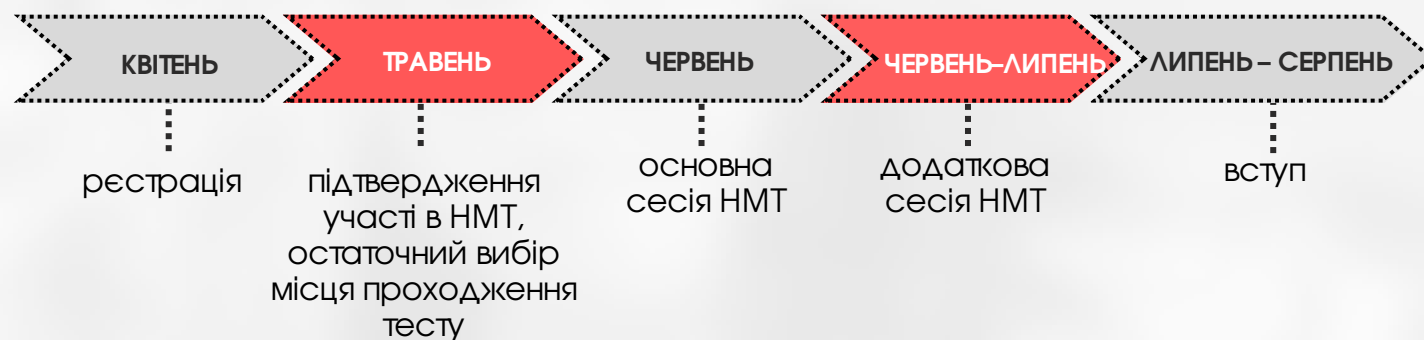 КВІТЕНЬ
ТРАВЕНЬ
ЧЕРВЕНЬ
ЧЕРВЕНЬ–ЛИПЕНЬ
ЛИПЕНЬ – СЕРПЕНЬ
рєстрація
підтвердження
участі в НМТ,
остаточний вибір
місця проходження
тесту
основна
сесія НМТ
додаткова
сесія НМТ
вступ